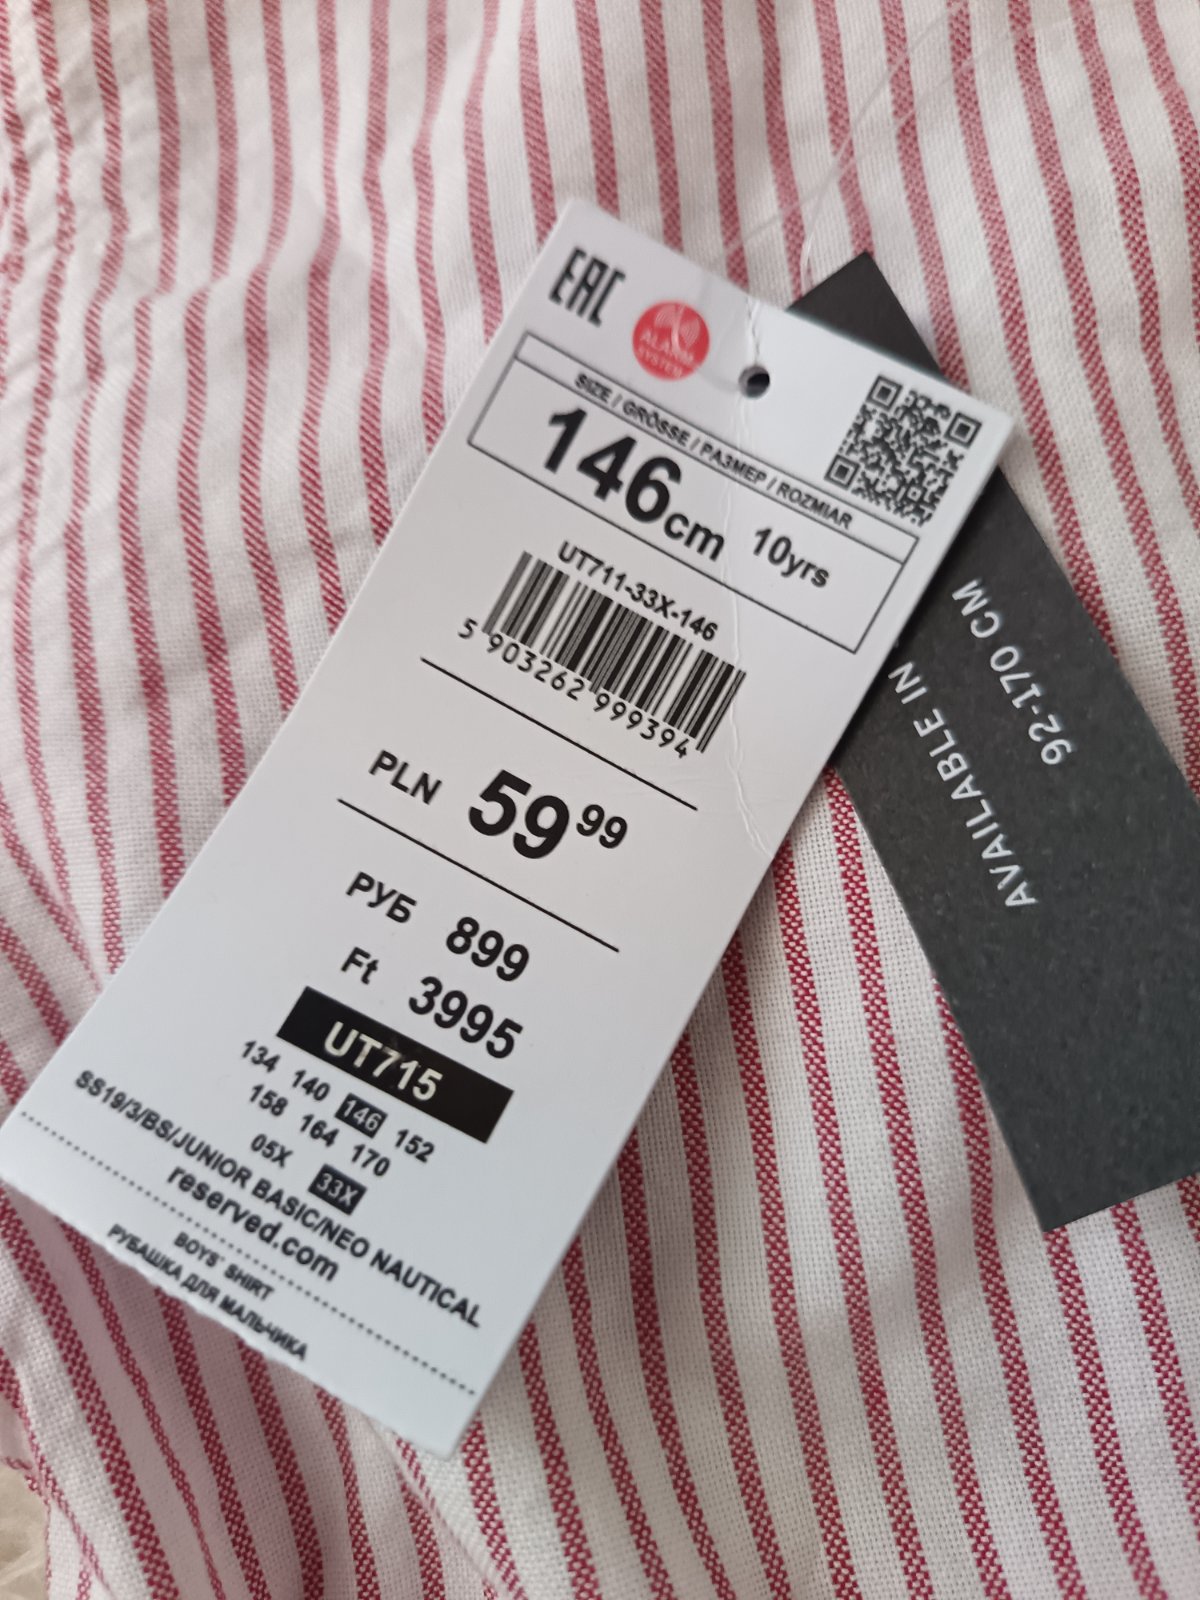 EAC
ALARM
SYSTEM
SIZE / GRÖSSE / РАЗМЕР / ROZMIAR
146cm 10yrs
UT711-33X-146
5 903262 999394
PLN 59 99
РУБ 899
Ft 3995
UT715
134 140 146 152
158 164 170
05X 33X
SS19/3/BS/JUNIOR BASIC/NEO NAUTICAL
reserved.com
BOYS' SHIRT
РУБАШКА ДЛЯ МАЛЬЧИКА
AVAILABLE IN
92-170 CM